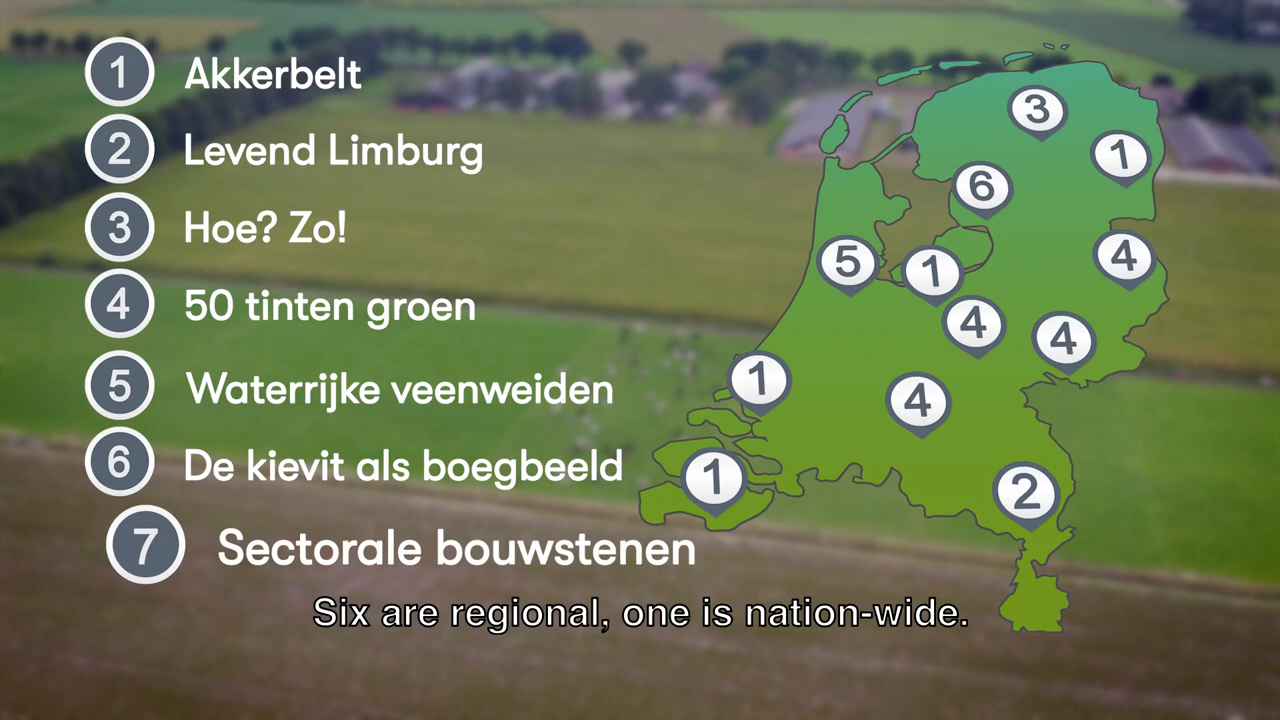 1 Akkerbelt
2 Levend Limburg
3 Hoe? Zo!
4 50 tinten groen
5 Waterrijke veenweiden
6 De kievit als boegbeeld
7 Sectorale bouwstenen
3
1
6
4
5
1
4
4
1
4
1
2
Six are regional, one is nation-wide.